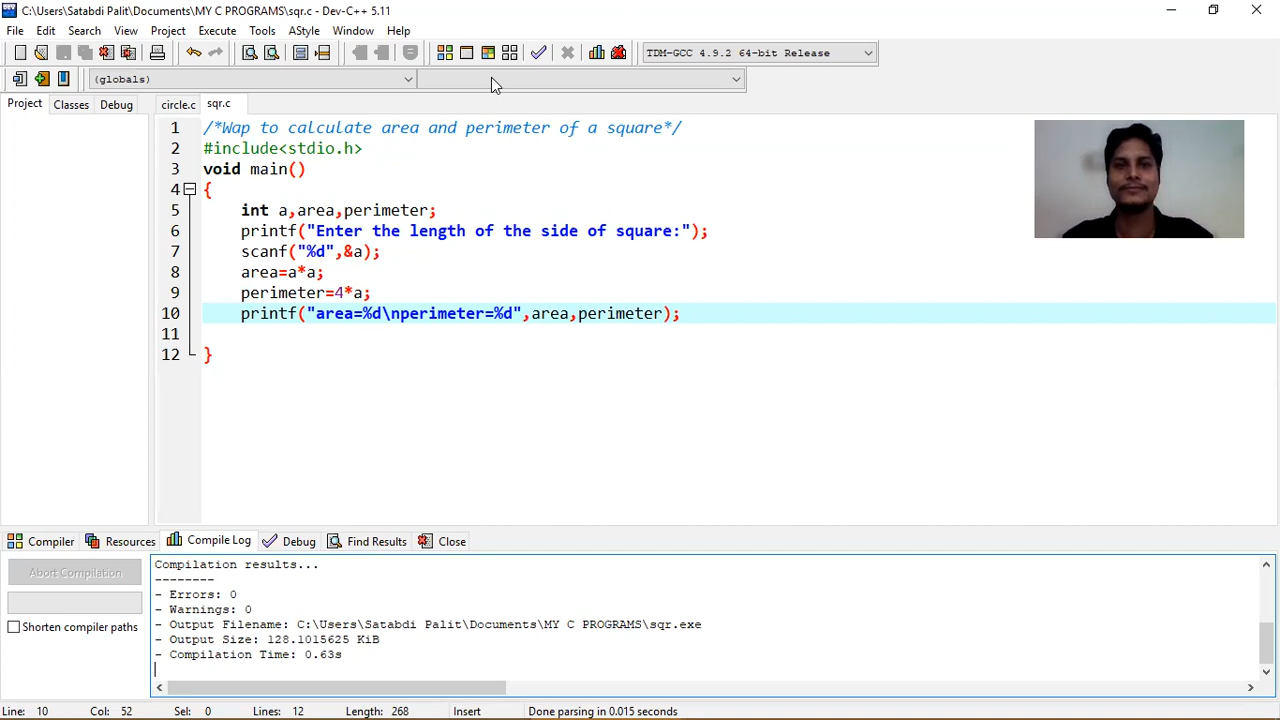 C:\Users\Satabdi Palit\Documents\MY C PROGRAMS\sqr.c - Dev-C++ 5.11
File Edit Search View Project Execute Tools AStyle Window Help
TDM-GCC 4.9.2 64-bit Release
(globals)
Project Classes Debug circle.c sqr.c
1 /*Wap to calculate area and perimeter of a square*/
2 #include<stdio.h>
3 void main()
4 {
5 int a,area,perimeter;
6 printf("Enter the length of the side of square:");
7 scanf("%d",&a);
8 area=a*a;
9 perimeter=4*a;
10 printf("area=%d\nperimeter=%d",area,perimeter);
11
12 }
Compiler Resources Compile Log Debug Find Results Close
Abort Compilation
Shorten compiler paths
Compilation results...
--------
- Errors: 0
- Warnings: 0
- Output Filename: C:\Users\Satabdi Palit\Documents\MY C PROGRAMS\sqr.exe
- Output Size: 128.1015625 KiB
- Compilation Time: 0.63s
Line: 10 Col: 52 Sel: 0 Lines: 12 Length: 268 Insert Done parsing in 0.015 seconds